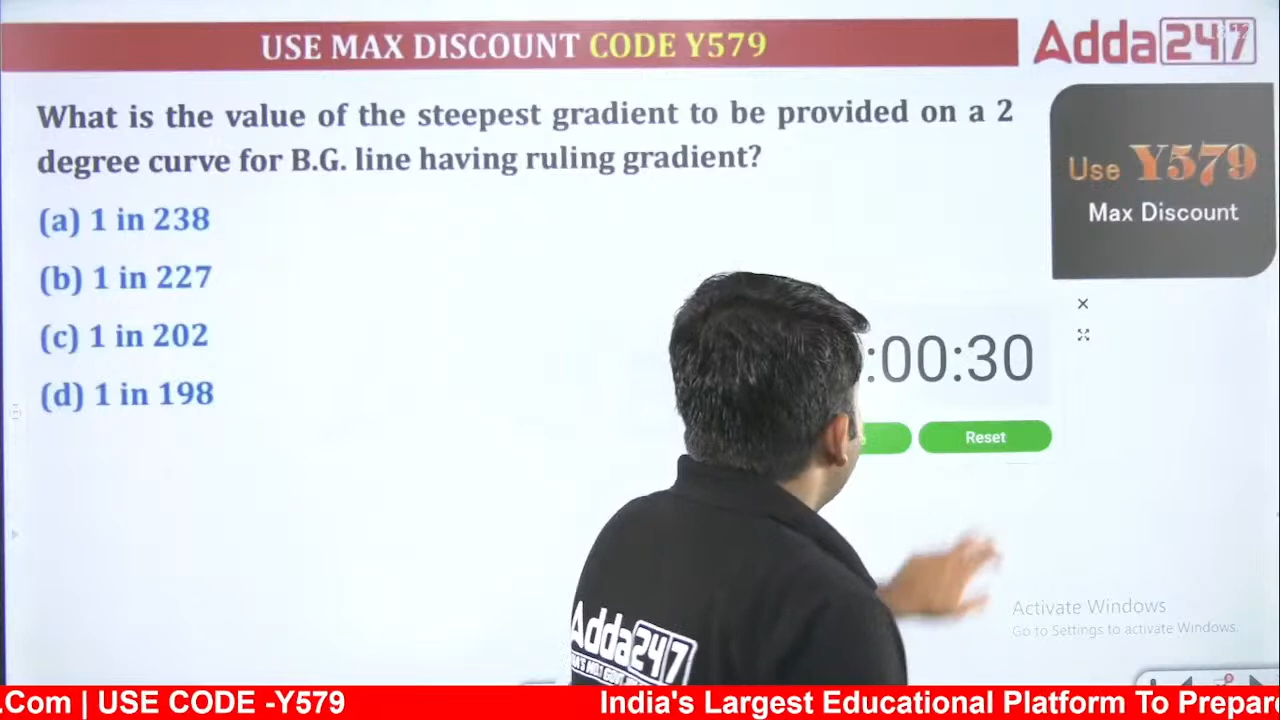 USE MAX DISCOUNT CODE Y579
Adda247
What is the value of the steepest gradient to be provided on a 2
degree curve for B.G. line having ruling gradient?
Use Y579
Max Discount
(a) 1 in 238
(b) 1 in 227
(c) 1 in 202
(d) 1 in 198
:00:30
Reset
Adda247
Activate Windows
Go to Settings to activate Windows.
.Com | USE CODE -Y579
India's Largest Educational Platform To Prepare